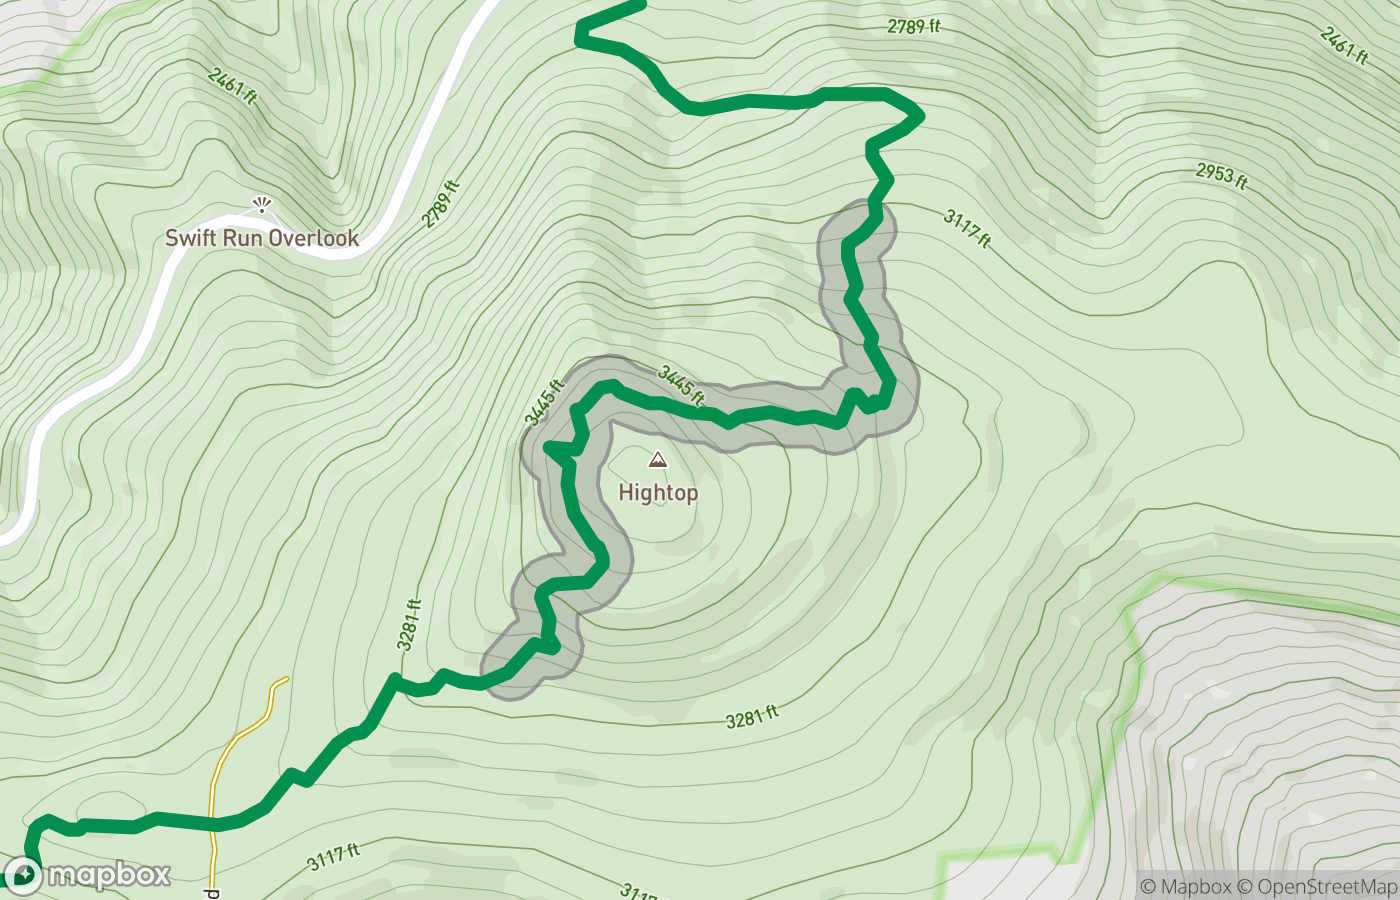 2789 ft
2461 ft
2461 ft
2953 ft
2789 ft
3117 ft
Swift Run Overlook
3445 ft
3445 ft
Hightop
3281 ft
3281 ft
3117 ft
mapbox
© Mapbox © OpenStreetMap